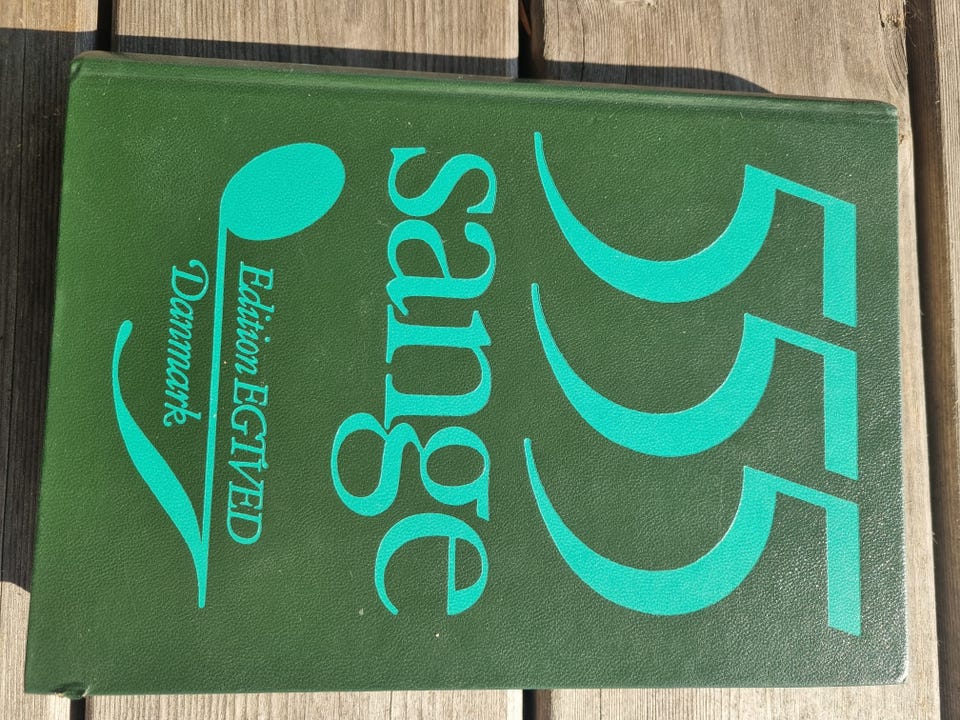 555
sange
Edition EGTVED
Danmark